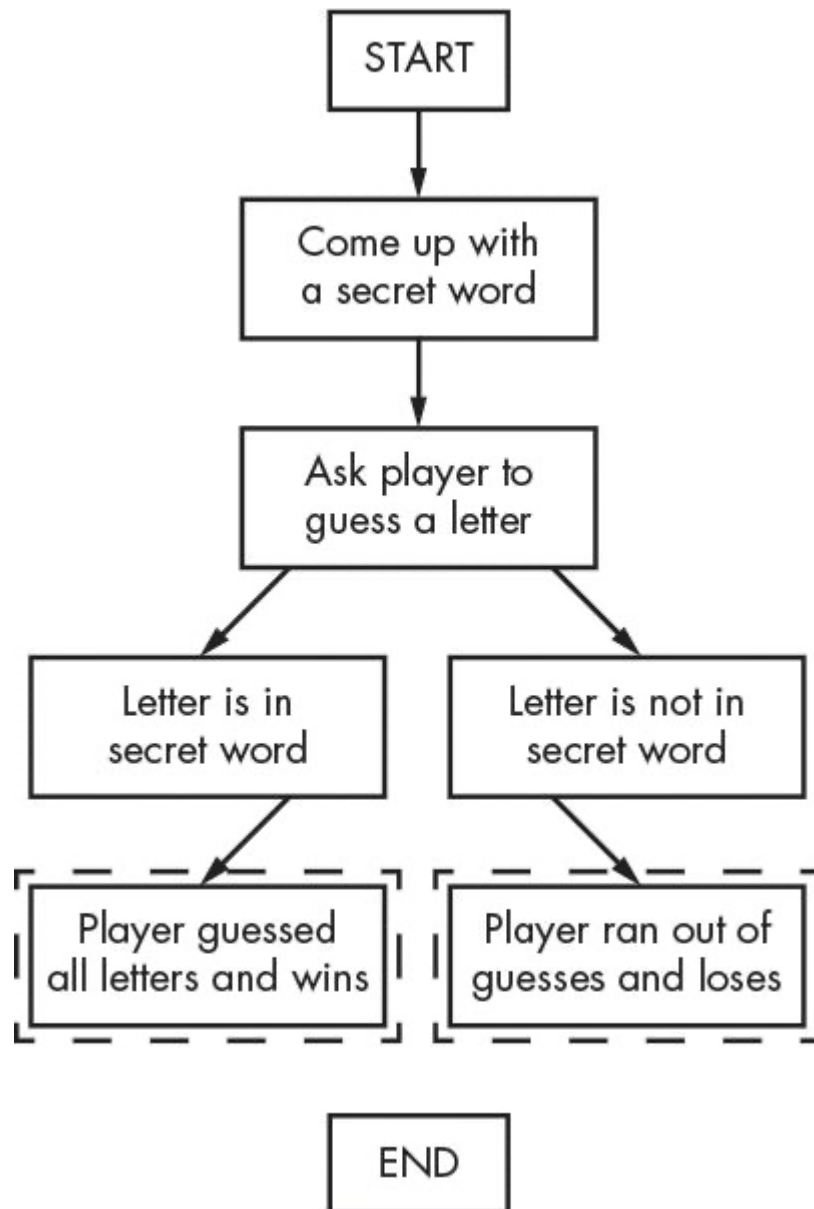 START
Come up with
a secret word
Ask player to
guess a letter
Letter is in
secret word
Letter is not in
secret word
Player guessed
all letters and wins
Player ran out of
guesses and loses
END